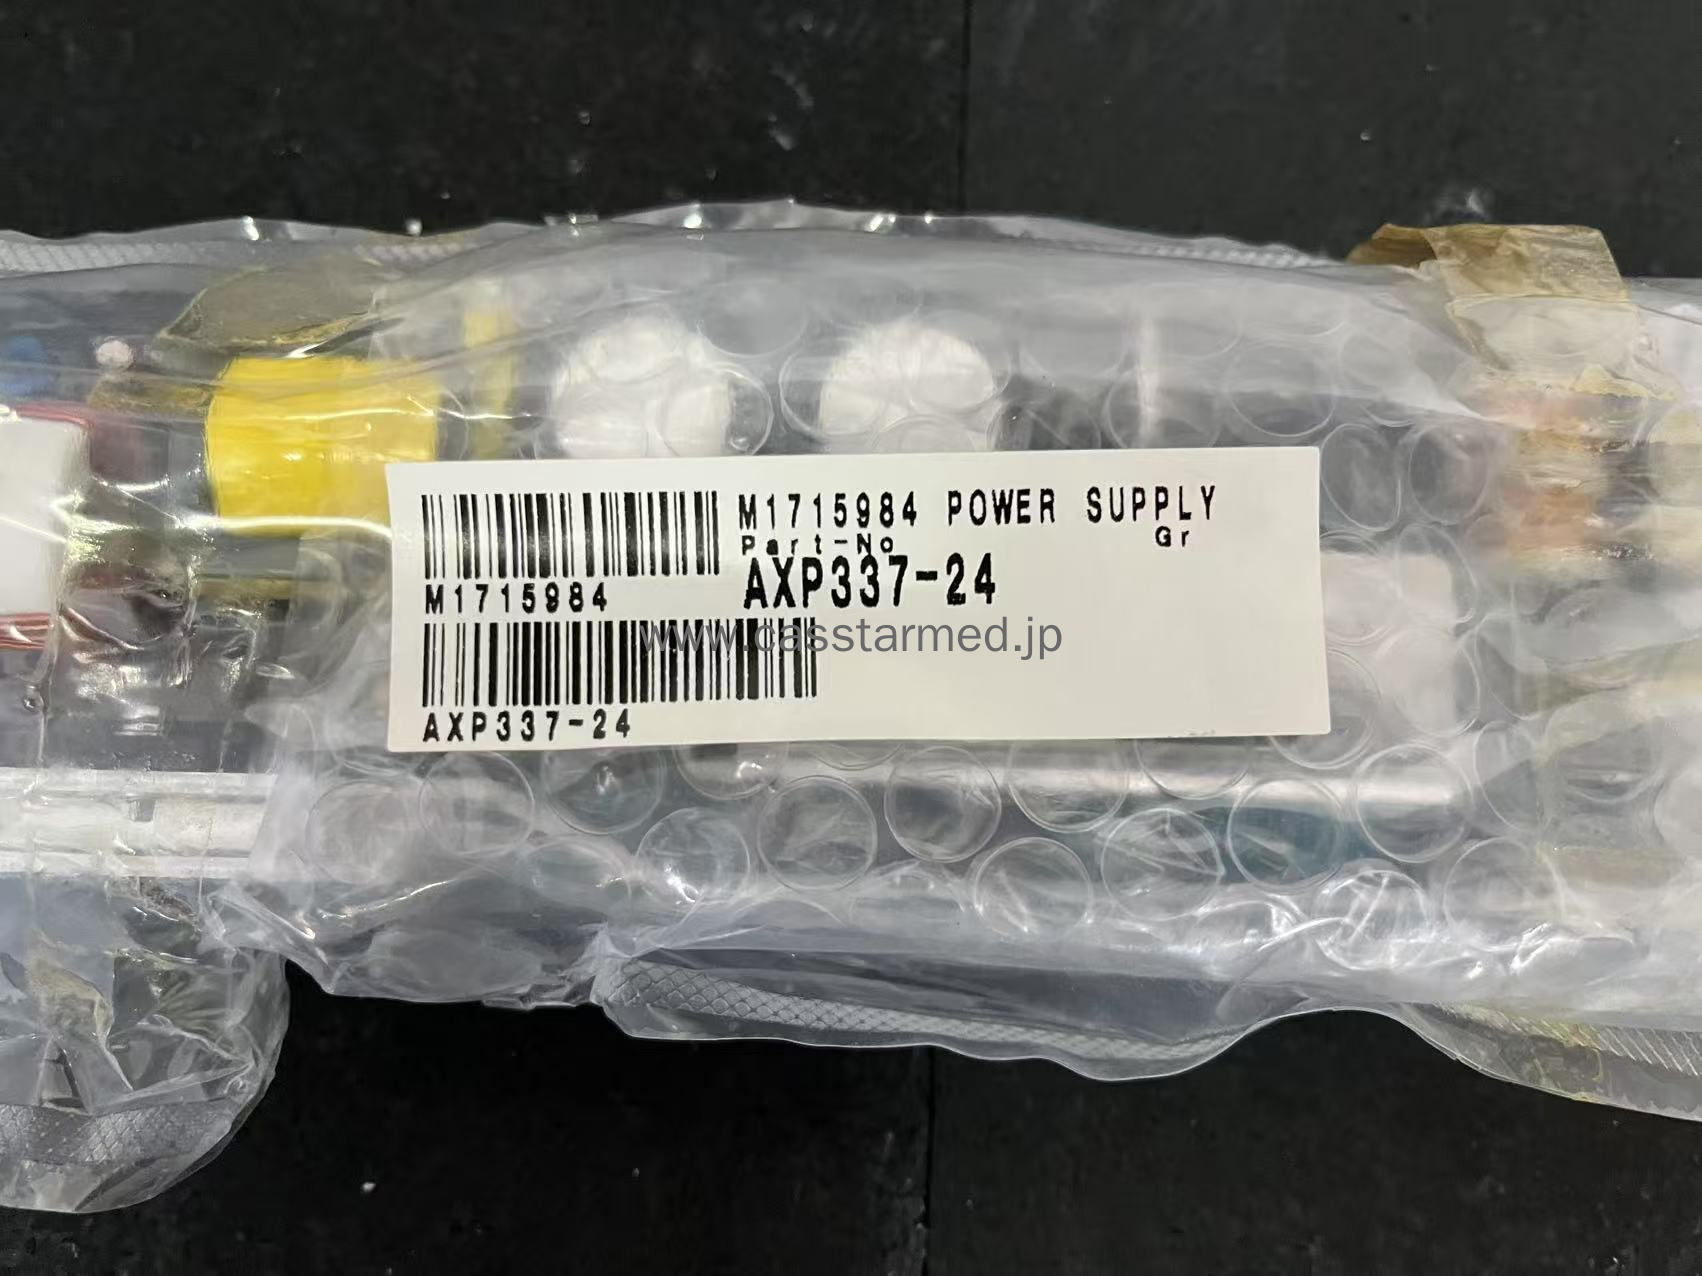 M1715984 POWER SUPPLY
Part-No Gr
M1715984
AXP337-24
www.casstarmed.jp
AXP337-24